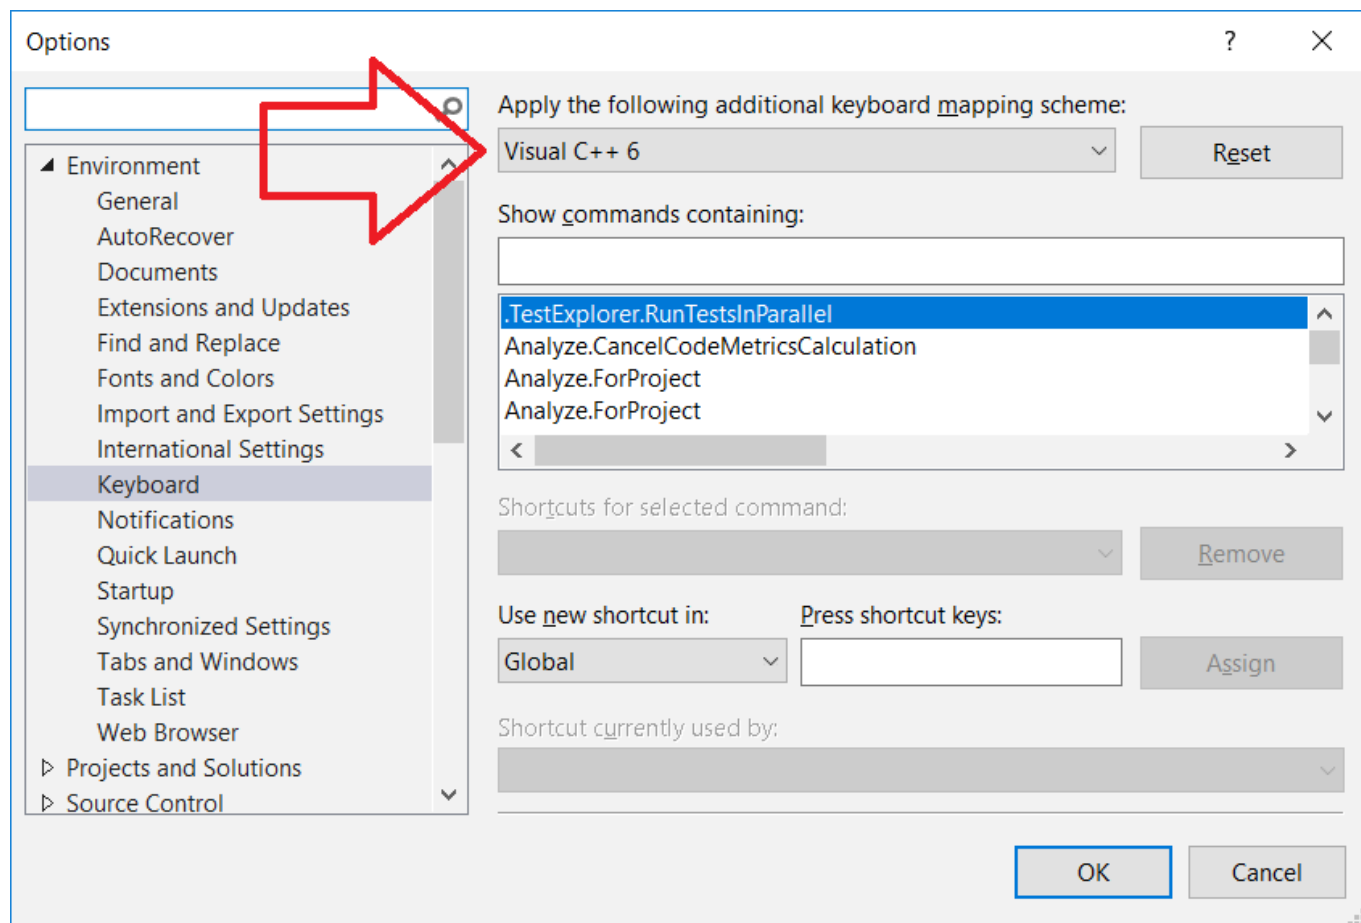 Options
?
Apply the following additional keyboard mapping scheme:
Visual C++ 6
Reset
Environment
General
AutoRecover
Documents
Extensions and Updates
Find and Replace
Fonts and Colors
Import and Export Settings
International Settings
Keyboard
Notifications
Quick Launch
Startup
Synchronized Settings
Tabs and Windows
Task List
Web Browser
Projects and Solutions
Source Control
Show commands containing:
.TestExplorer.RunTestsInParallel
Analyze.CancelCodeMetricsCalculation
Analyze.ForProject
Analyze.ForProject
Shortcuts for selected command:
Remove
Use new shortcut in:
Press shortcut keys:
Global
Assign
Shortcut currently used by:
OK
Cancel